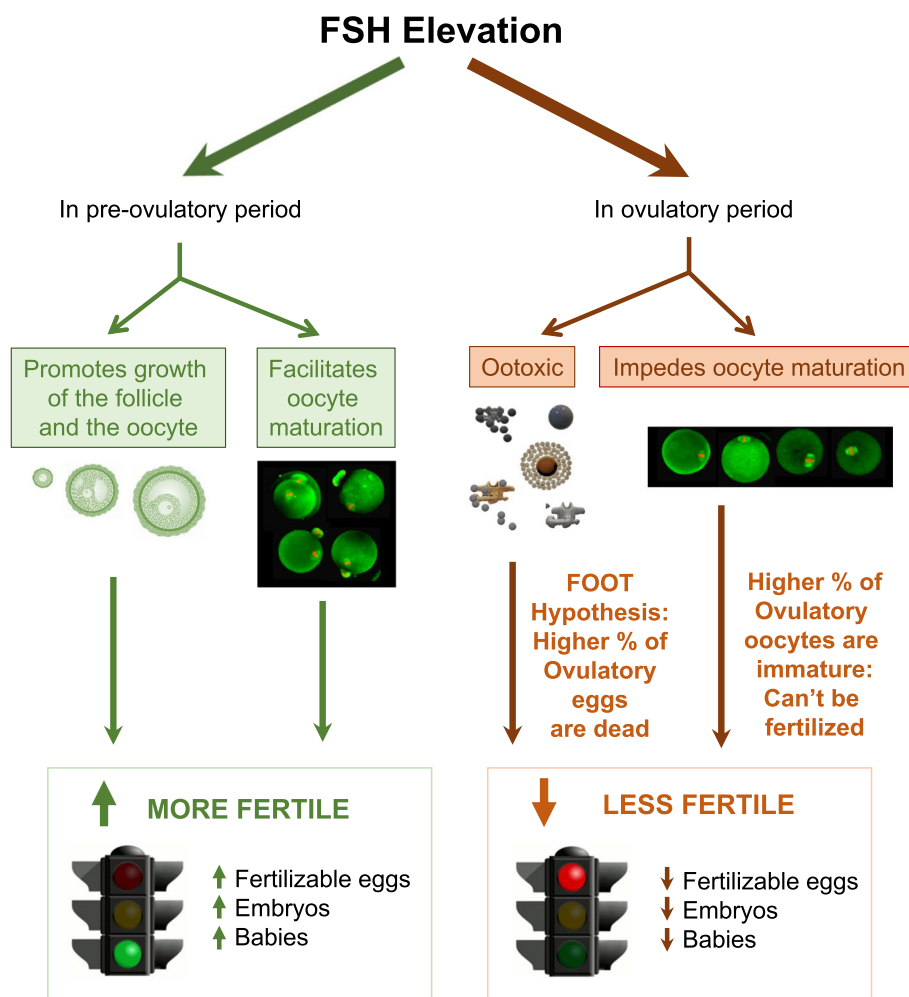 FSH Elevation
In pre-ovulatory period
In ovulatory period
Promotes growth
of the follicle
and the oocyte
Facilitates
oocyte
maturation
Ootoxic
Impedes oocyte maturation
FOOT
Hypothesis:
Higher % of
Ovulatory
eggs
are dead
Higher % of
Ovulatory
oocytes are
immature:
Can't be
fertilized
MORE FERTILE
Fertilizable eggs
Embryos
Babies
LESS FERTILE
Fertilizable eggs
Embryos
Babies